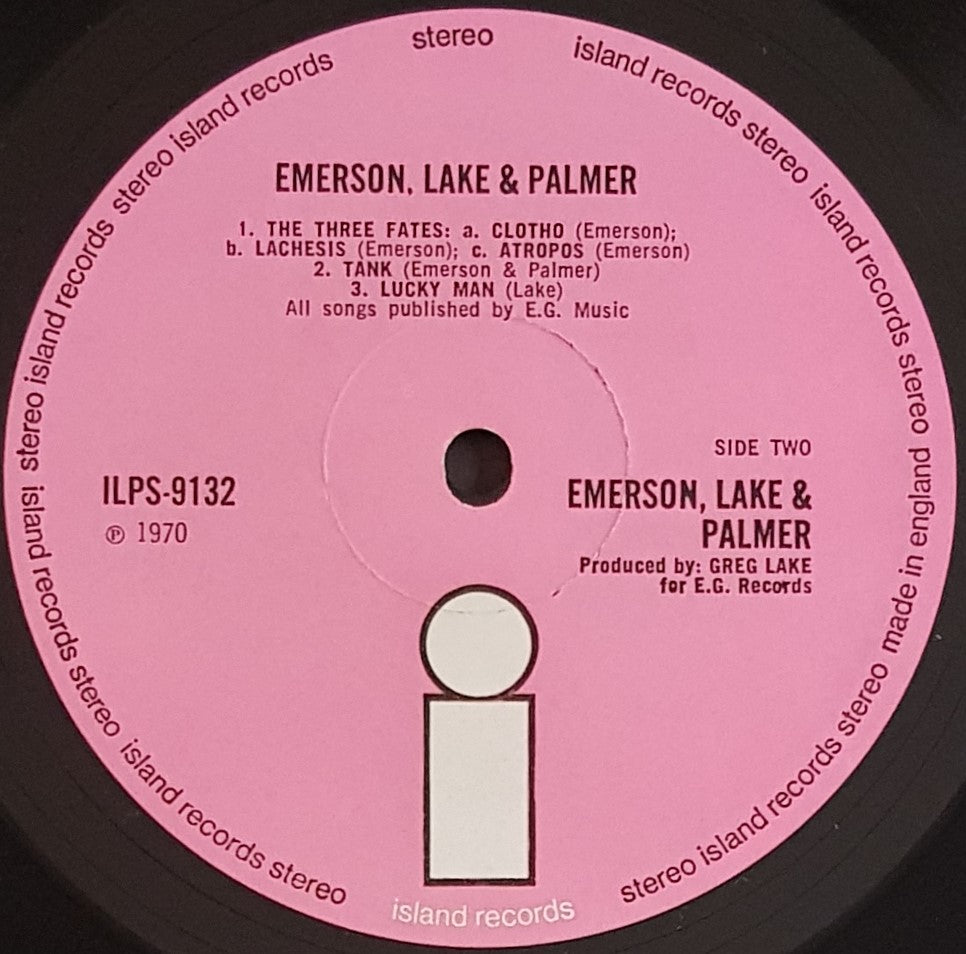 stereo island records stereo island records
stereo
island records stereo island records stereo
EMERSON, LAKE & PALMER
1. THE THREE FATES: a. CLOTHO (Emerson);
b. LACHESIS (Emerson); c. ATROPOS (Emerson)
2. TANK (Emerson & Palmer)
3. LUCKY MAN (Lake)
All songs published by E.G. Music
SIDE TWO
ILPS-9132
℗ 1970
EMERSON, LAKE &
PALMER
Produced by: GREG LAKE
for E.G. Records
island records stereo island records stereo
island records
stereo island records stereo made in england